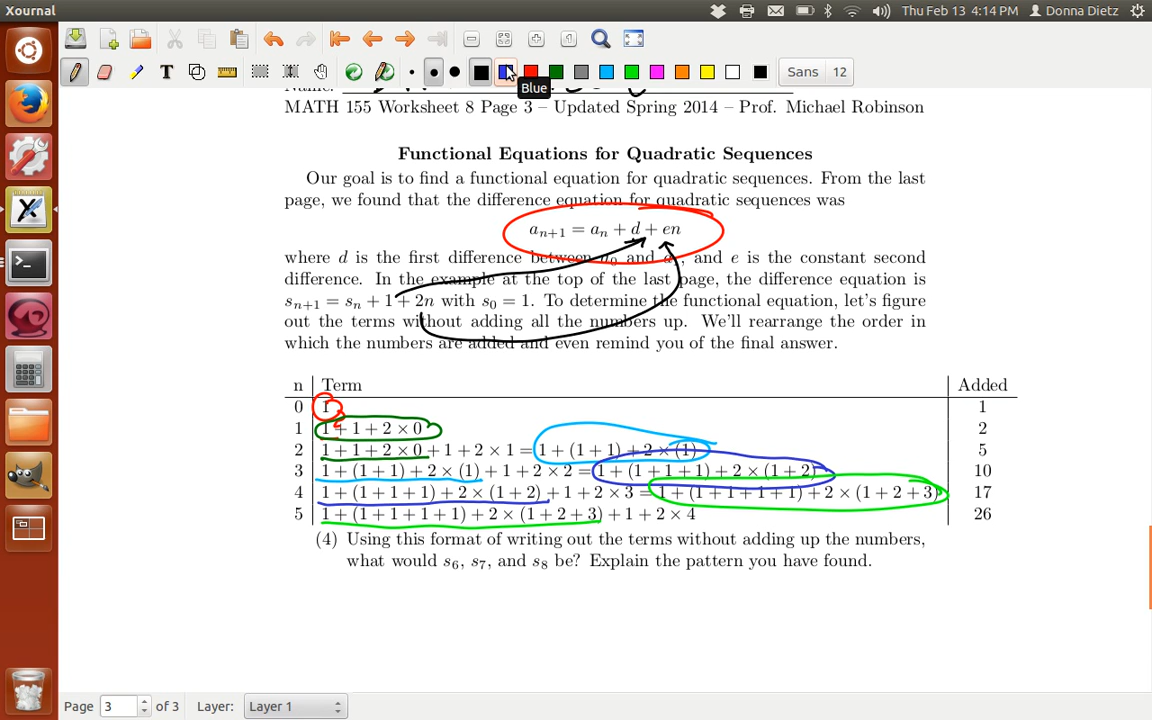 Xournal
Thu Feb 13 4:14 PM
Donna Dietz
Sans 12
Blue
MATH 155 Worksheet 8 Page 3 – Updated Spring 2014 – Prof. Michael Robinson
Functional Equations for Quadratic Sequences
Our goal is to find a functional equation for quadratic sequences. From the last
page, we found that the difference equation for quadratic sequences was
aₙ₊₁ = aₙ + d + en
where d is the first difference between a₀ and a₁, and e is the constant second
difference. In the example at the top of the last page, the difference equation is
sₙ₊₁ = sₙ + 1 + 2n with s₀ = 1. To determine the functional equation, let's figure
out the terms without adding all the numbers up. We'll rearrange the order in
which the numbers are added and even remind you of the final answer.
n Term Added
0 1 1
1 1 + 1 + 2 × 0 2
2 1 + 1 + 2 × 0 + 1 + 2 × 1 = 1 + (1 + 1) + 2 × (1) 5
3 1 + (1 + 1) + 2 × (1) + 1 + 2 × 2 = 1 + (1 + 1 + 1) + 2 × (1 + 2) 10
4 1 + (1 + 1 + 1) + 2 × (1 + 2) + 1 + 2 × 3 = 1 + (1 + 1 + 1 + 1) + 2 × (1 + 2 + 3) 17
5 1 + (1 + 1 + 1 + 1) + 2 × (1 + 2 + 3) + 1 + 2 × 4 26
(4) Using this format of writing out the terms without adding up the numbers,
what would s₆, s₇, and s₈ be? Explain the pattern you have found.
Page 3 of 3 Layer: Layer 1